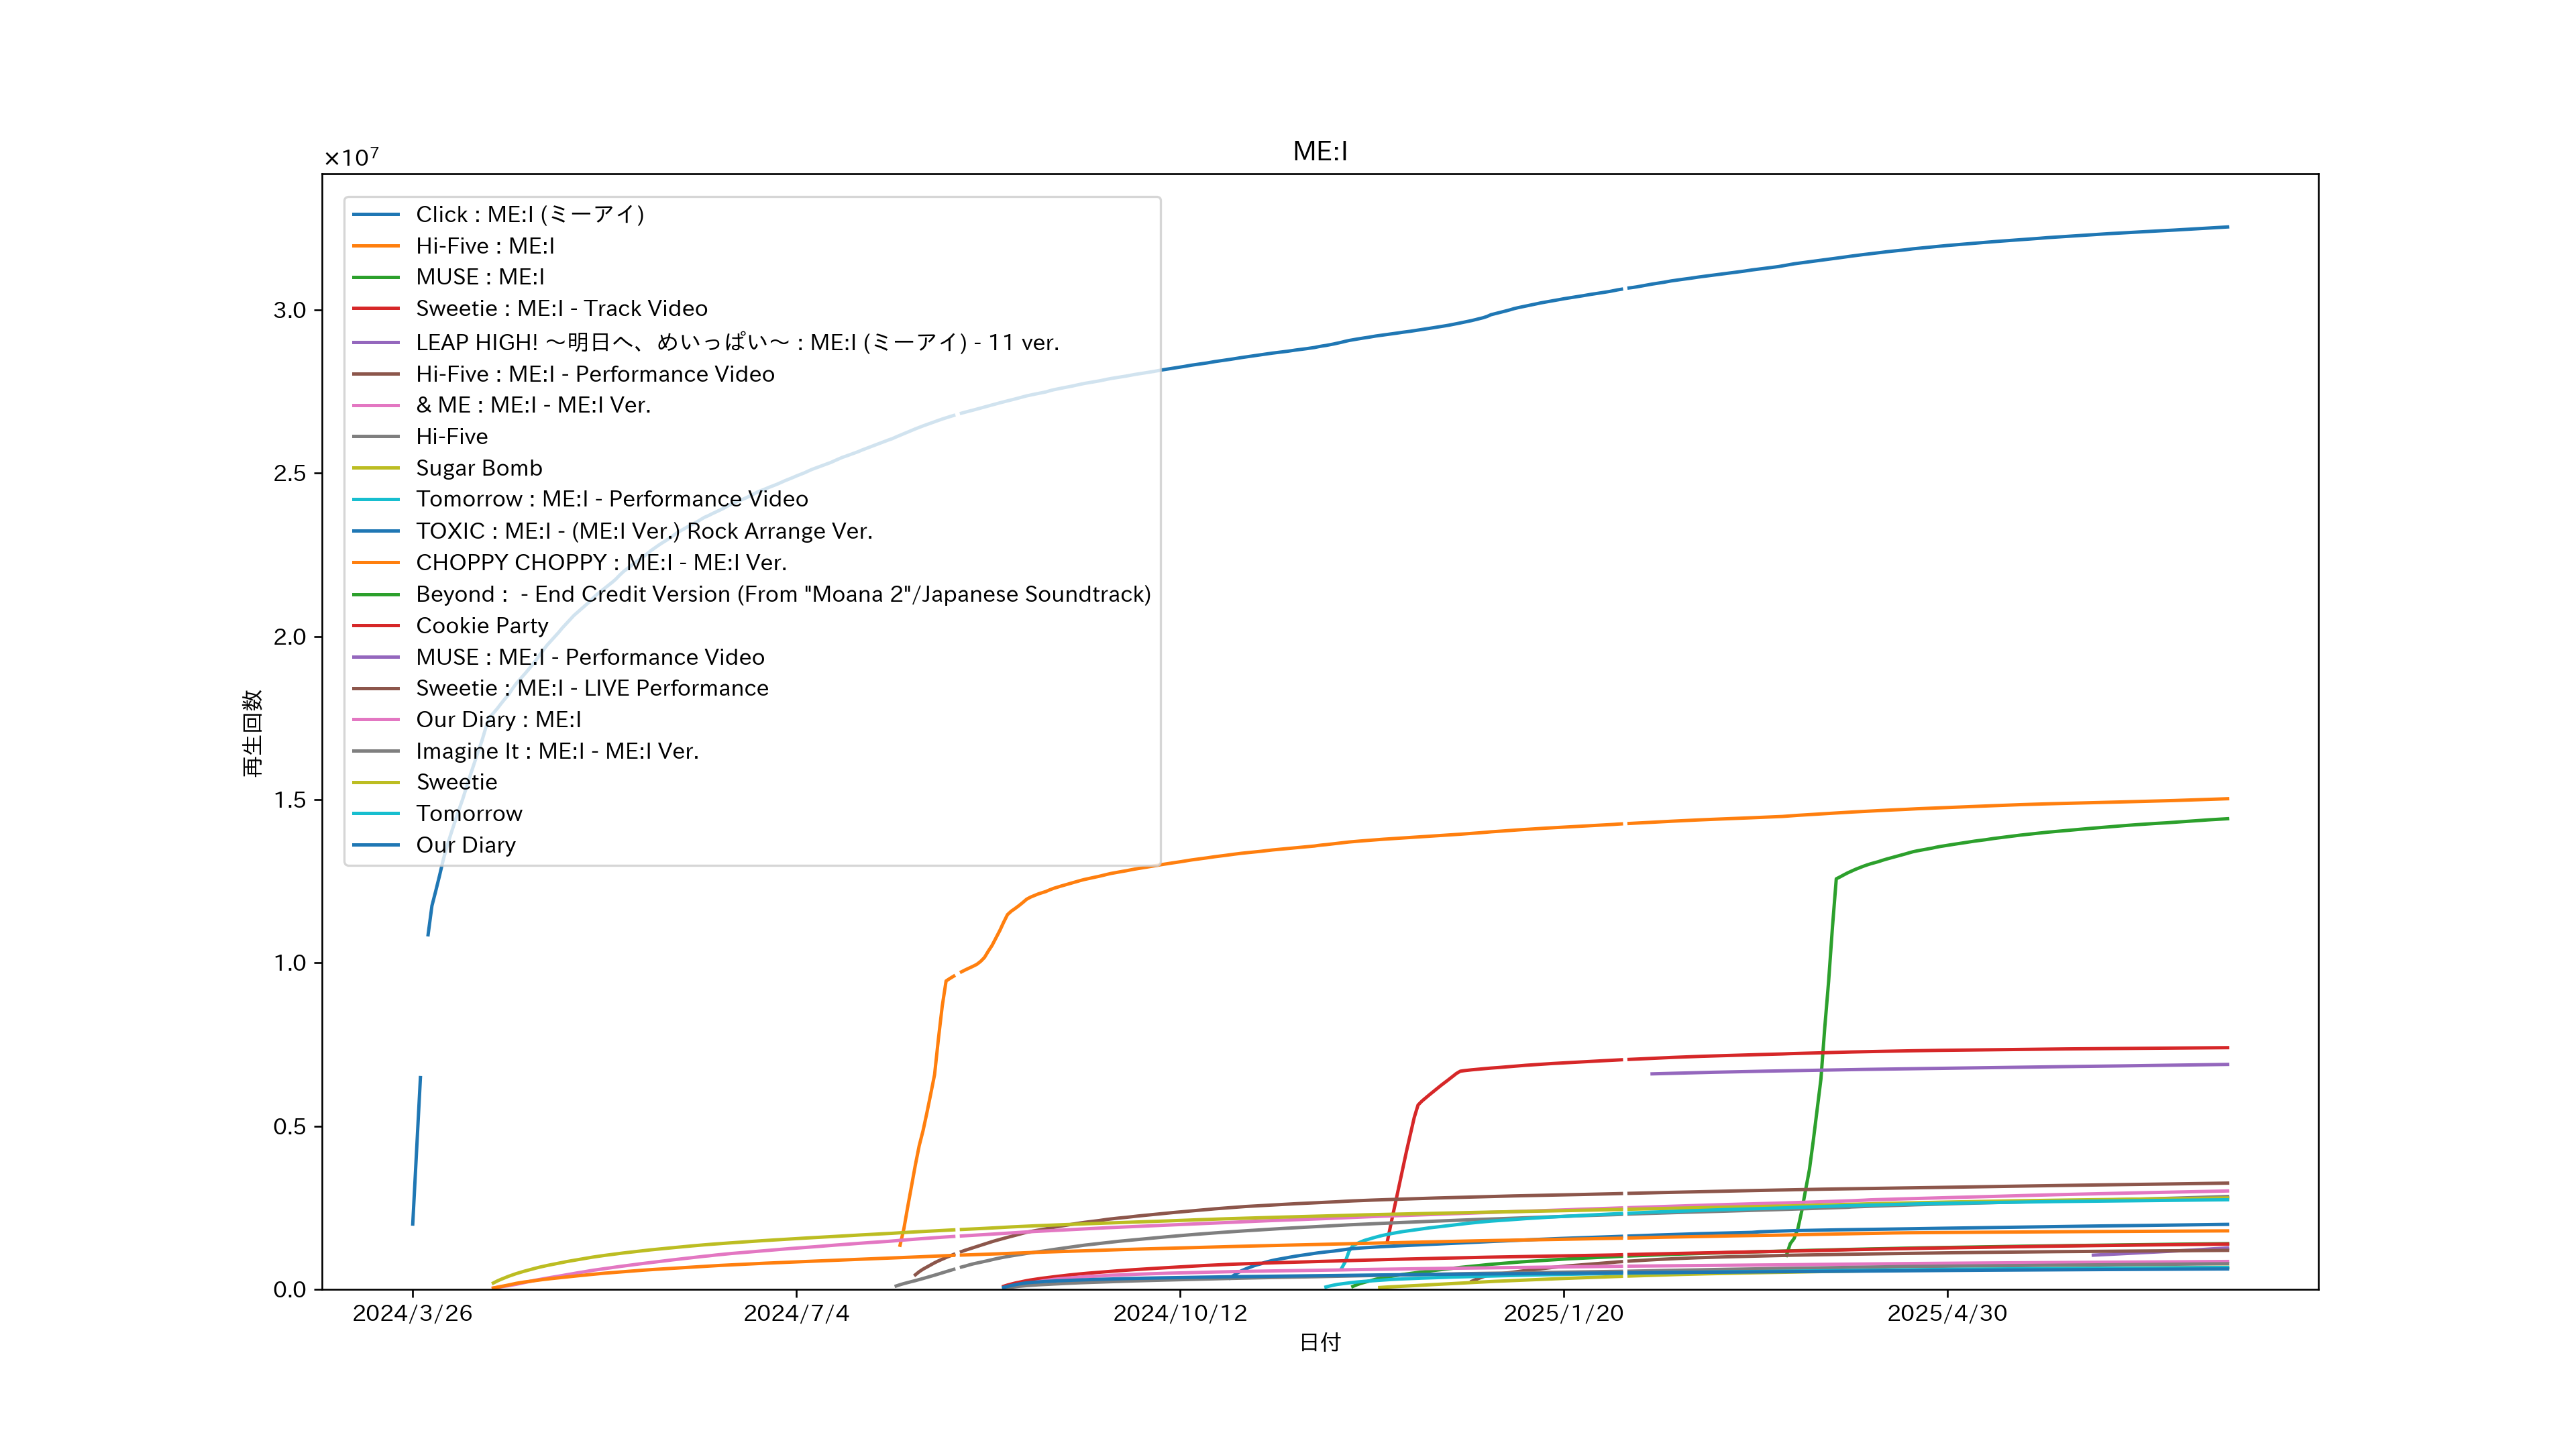 ME:I
×10⁷
Click : ME:I (ミーアイ)
Hi-Five : ME:I
MUSE : ME:I
Sweetie : ME:I - Track Video
LEAP HIGH! 〜明日へ、めいっぱい〜 : ME:I (ミーアイ) - 11 ver.
Hi-Five : ME:I - Performance Video
& ME : ME:I - ME:I Ver.
Hi-Five
Sugar Bomb
Tomorrow : ME:I - Performance Video
TOXIC : ME:I - (ME:I Ver.) Rock Arrange Ver.
CHOPPY CHOPPY : ME:I - ME:I Ver.
Beyond :  - End Credit Version (From "Moana 2"/Japanese Soundtrack)
Cookie Party
MUSE : ME:I - Performance Video
Sweetie : ME:I - LIVE Performance
Our Diary : ME:I
Imagine It : ME:I - ME:I Ver.
Sweetie
Tomorrow
Our Diary
3.0
2.5
2.0
1.5
1.0
0.5
0.0
再生回数
2024/3/26
2024/7/4
2024/10/12
2025/1/20
2025/4/30
日付